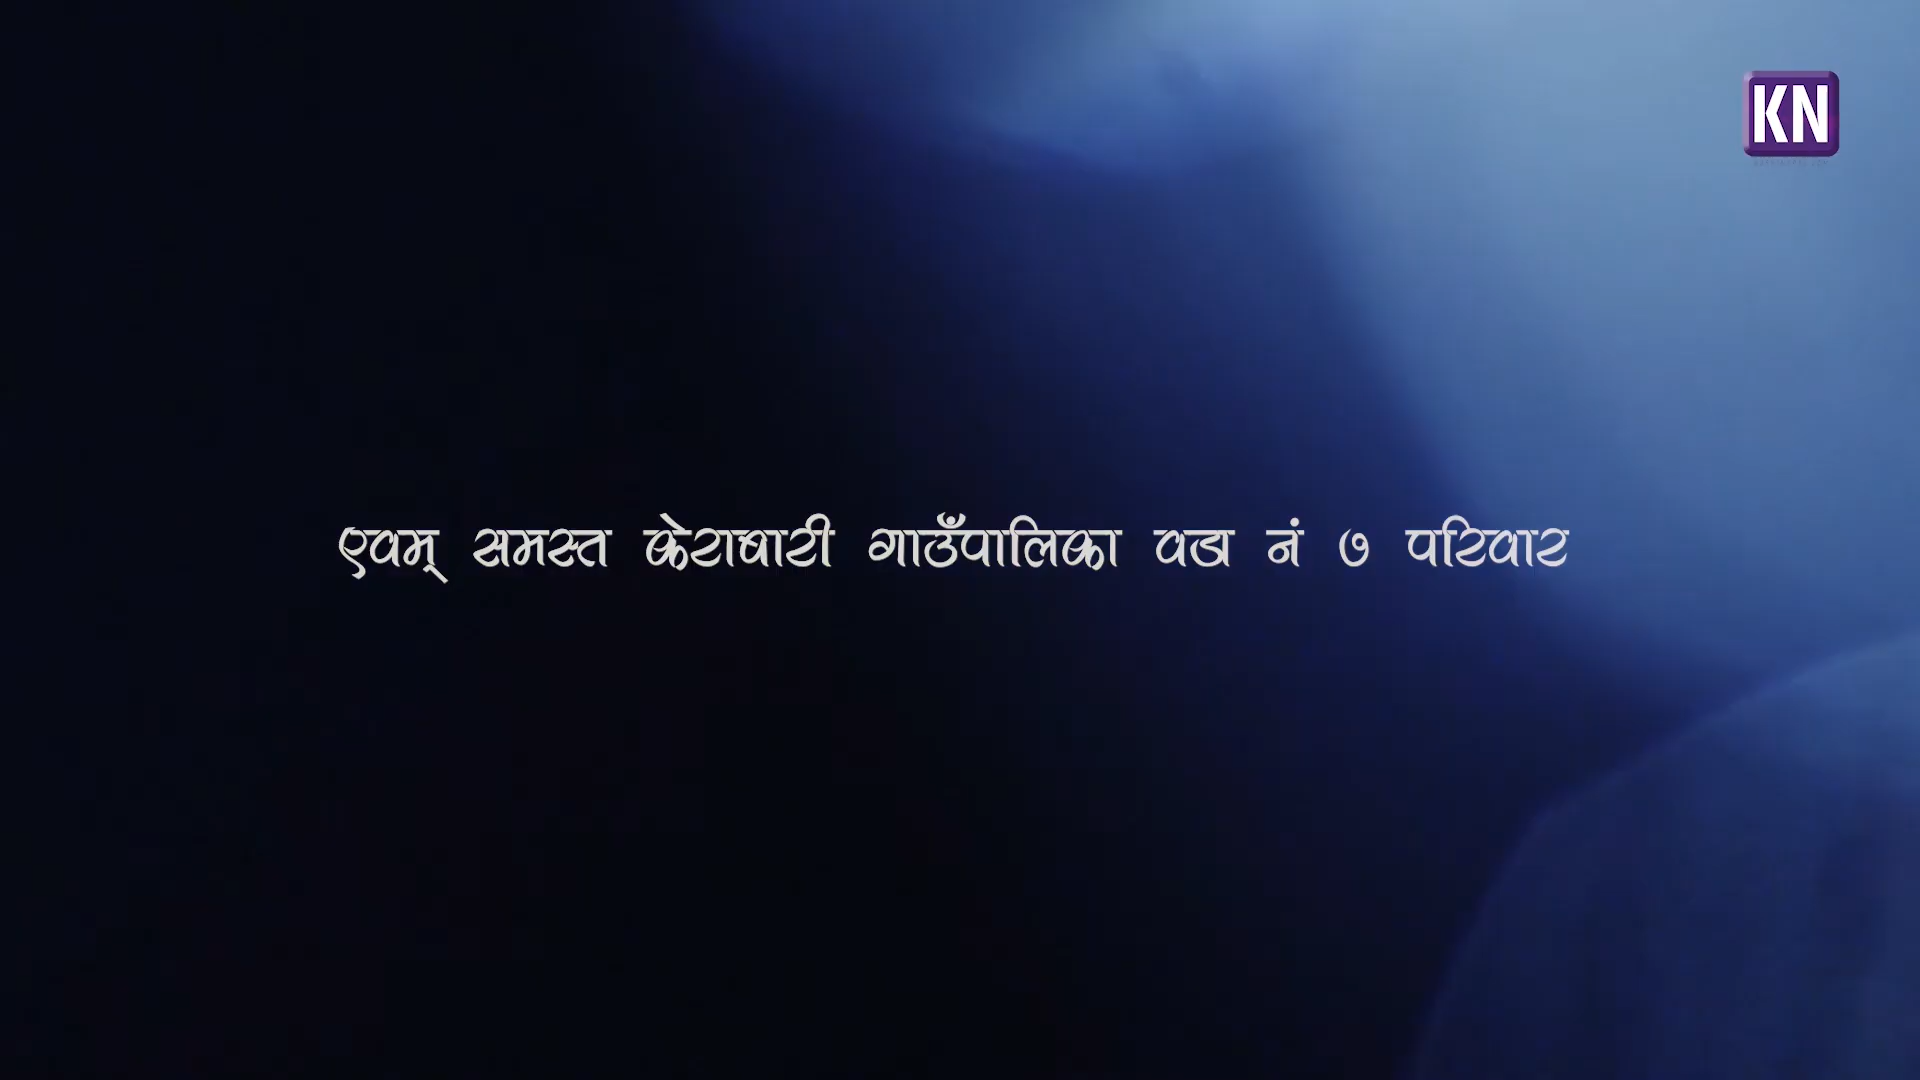 KN
एवम् समस्त केराबारी गाउँपालिका वडा नं ७ परिवार